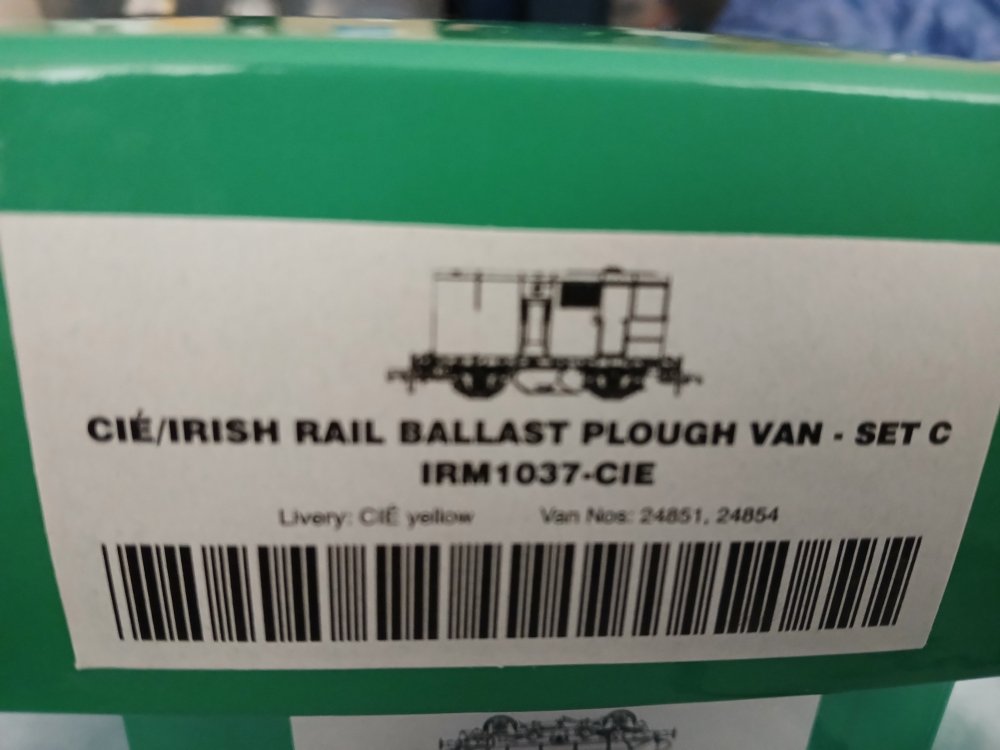 CIÉ/IRISH RAIL BALLAST PLOUGH VAN - SET C
IRM1037-CIE
Livery: CIÉ yellow Van Nos: 24851, 24854